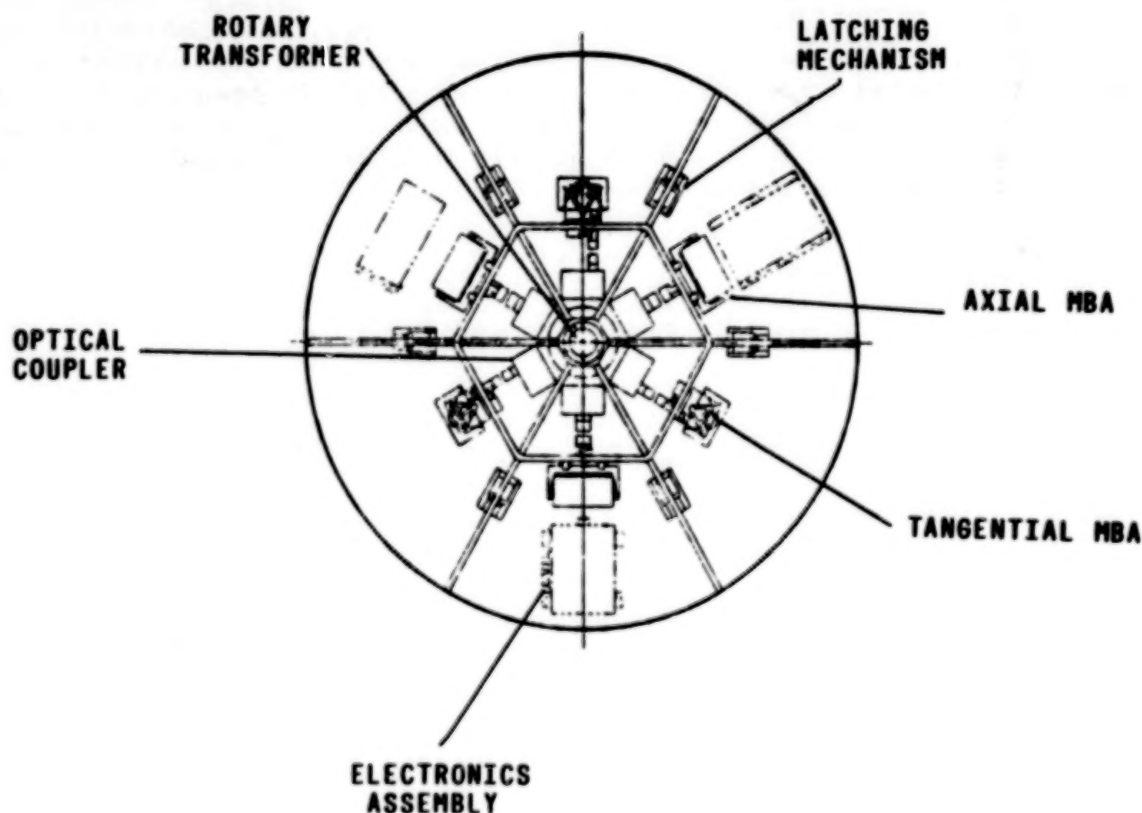 ROTARY
TRANSFORMER
LATCHING
MECHANISM
AXIAL MBA
OPTICAL
COUPLER
TANGENTIAL MBA
ELECTRONICS
ASSEMBLY